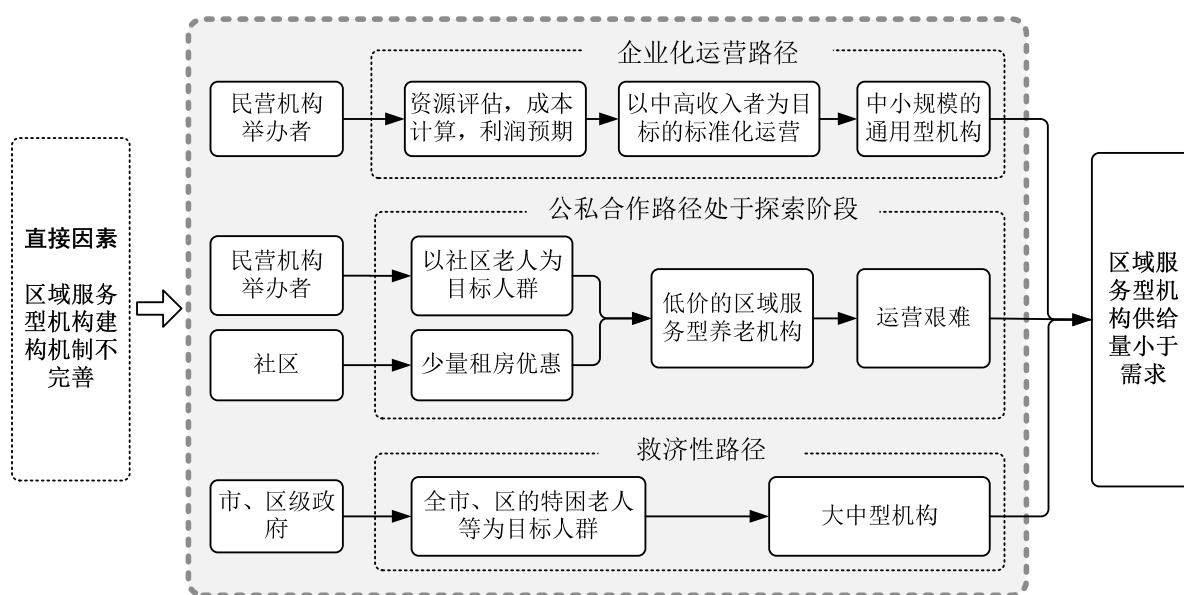 直接因素
区域服务
型机构建
构机制不
完善
企业化运营路径
民营机构
举办者
资源评估，成本
计算，利润预期
以中高收入者为目
标的标准化运营
中小规模的
通用型机构
公私合作路径处于探索阶段
民营机构
举办者
以社区老人为
目标人群
社区
少量租房优惠
低价的区域服
务型养老机构
运营艰难
救济性路径
市、区级政
府
全市、区的特困老人
等为目标人群
大中型机构
区域服
务型机
构供给
量小于
需求